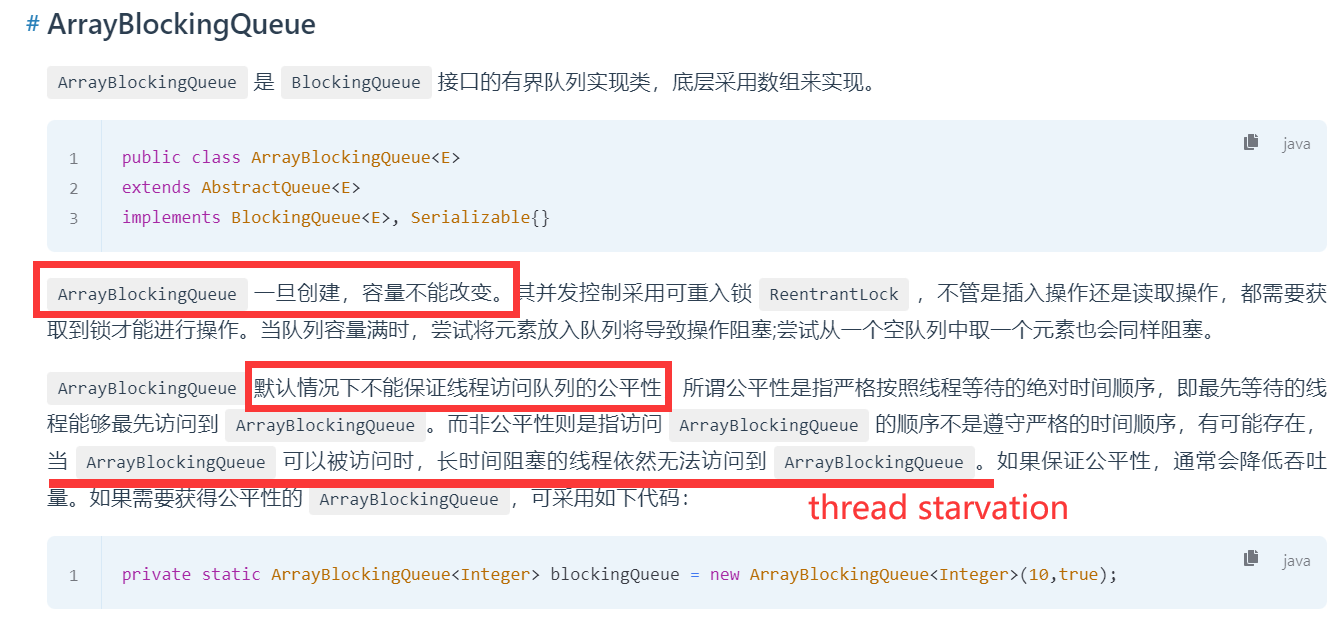 # ArrayBlockingQueue
ArrayBlockingQueue 是 BlockingQueue 接口的有界队列实现类，底层采用数组来实现。
java
1 public class ArrayBlockingQueue<E>
2 extends AbstractQueue<E>
3 implements BlockingQueue<E>, Serializable{}
ArrayBlockingQueue 一旦创建，容量不能改变。其并发控制采用可重入锁 ReentrantLock ，不管是插入操作还是读取操作，都需要获
取到锁才能进行操作。当队列容量满时，尝试将元素放入队列将导致操作阻塞;尝试从一个空队列中取一个元素也会同样阻塞。
ArrayBlockingQueue 默认情况下不能保证线程访问队列的公平性 所谓公平性是指严格按照线程等待的绝对时间顺序，即最先等待的线
程能够最先访问到 ArrayBlockingQueue 。而非公平性则是指访问 ArrayBlockingQueue 的顺序不是遵守严格的时间顺序，有可能存在，
当 ArrayBlockingQueue 可以被访问时，长时间阻塞的线程依然无法访问到 ArrayBlockingQueue 。如果保证公平性，通常会降低吞吐
量。如果需要获得公平性的 ArrayBlockingQueue ，可采用如下代码：
thread starvation
java
1 private static ArrayBlockingQueue<Integer> blockingQueue = new ArrayBlockingQueue<Integer>(10,true);